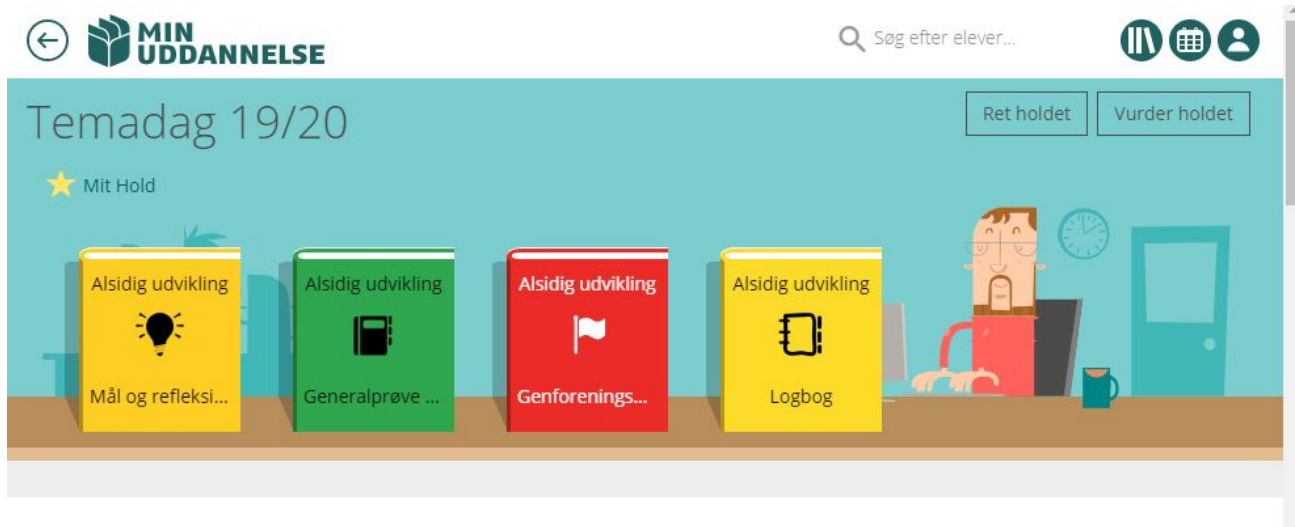 MIN
UDDANNELSE
Søg efter elever...
Temadag 19/20
Ret holdet
Vurder holdet
Mit Hold
Alsidig udvikling
Mål og refleksi...
Alsidig udvikling
Generalprøve ...
Alsidig udvikling
Genforenings...
Alsidig udvikling
Logbog